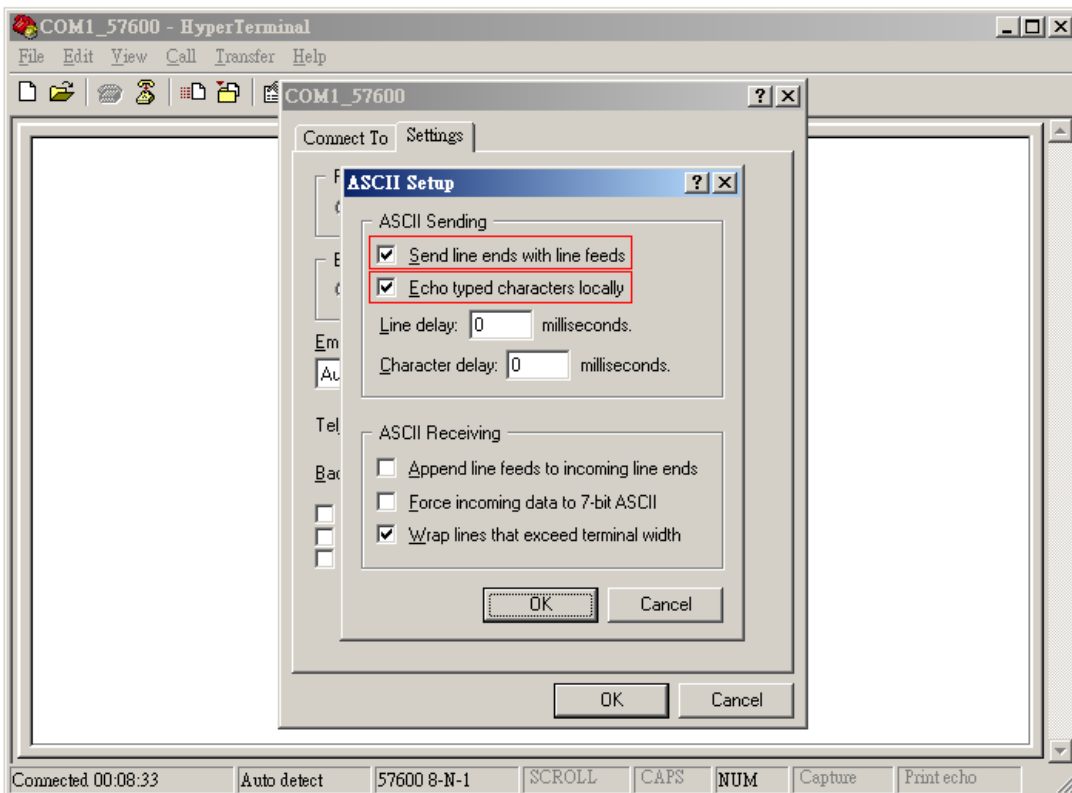 COM1_57600 - HyperTerminal
File Edit View Call Transfer Help
COM1_57600
Connect To Settings
ASCII Setup
ASCII Sending
Send line ends with line feeds
Echo typed characters locally
Line delay: 0 milliseconds.
Character delay: 0 milliseconds.
ASCII Receiving
Append line feeds to incoming line ends
Force incoming data to 7-bit ASCII
Wrap lines that exceed terminal width
OK Cancel
OK Cancel
Connected 00:08:33 Auto detect 57600 8-N-1 SCROLL CAPS NUM Capture Print echo